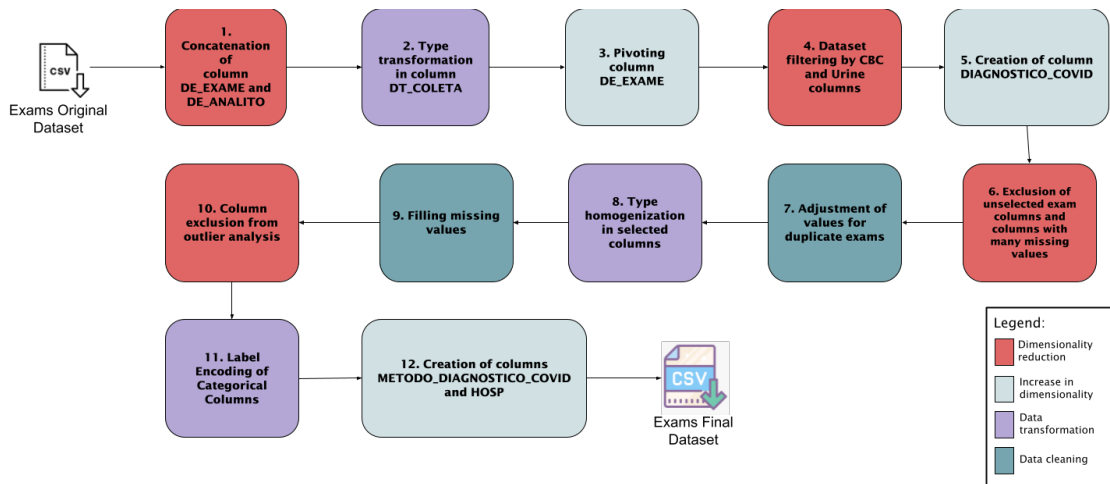 CSV
Exams Original
Dataset
1.
Concatenation
of
column
DE_EXAME and
DE_ANALITO
2. Type
transformation
in column
DT_COLETA
3. Pivoting
column
DE_EXAME
4. Dataset
filtering by CBC
and Urine
columns
5. Creation of column
DIAGNOSTICO_COVID
6. Exclusion of
unselected exam
columns and
columns with
many missing
values
7. Adjustment of
values for
duplicate exams
8. Type
homogenization
in selected
columns
9. Filling missing
values
10. Column
exclusion from
outlier analysis
11. Label
Encoding of
Categorical
Columns
12. Creation of columns
METODO_DIAGNOSTICO_COVID
and HOSP
CSV
Exams Final
Dataset
Legend:
Dimensionality
reduction
Increase in
dimensionality
Data
transformation
Data cleaning